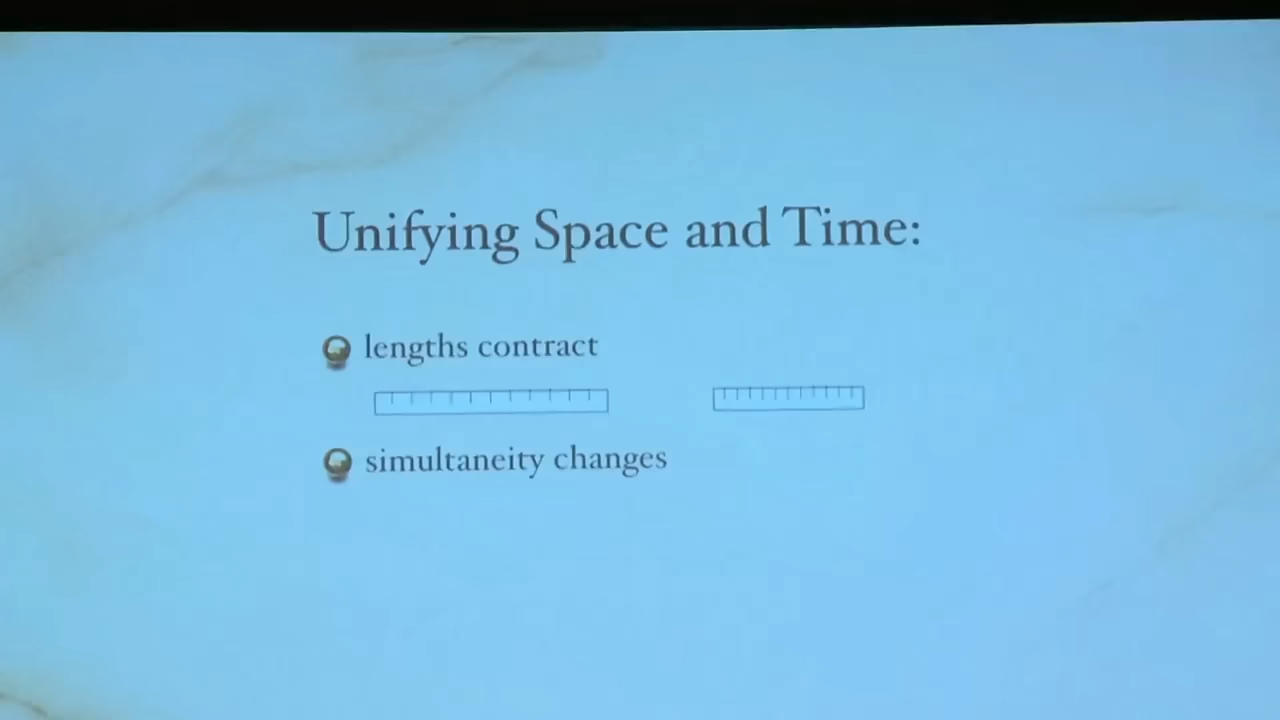 Unifying Space and Time:
lengths contract
simultaneity changes